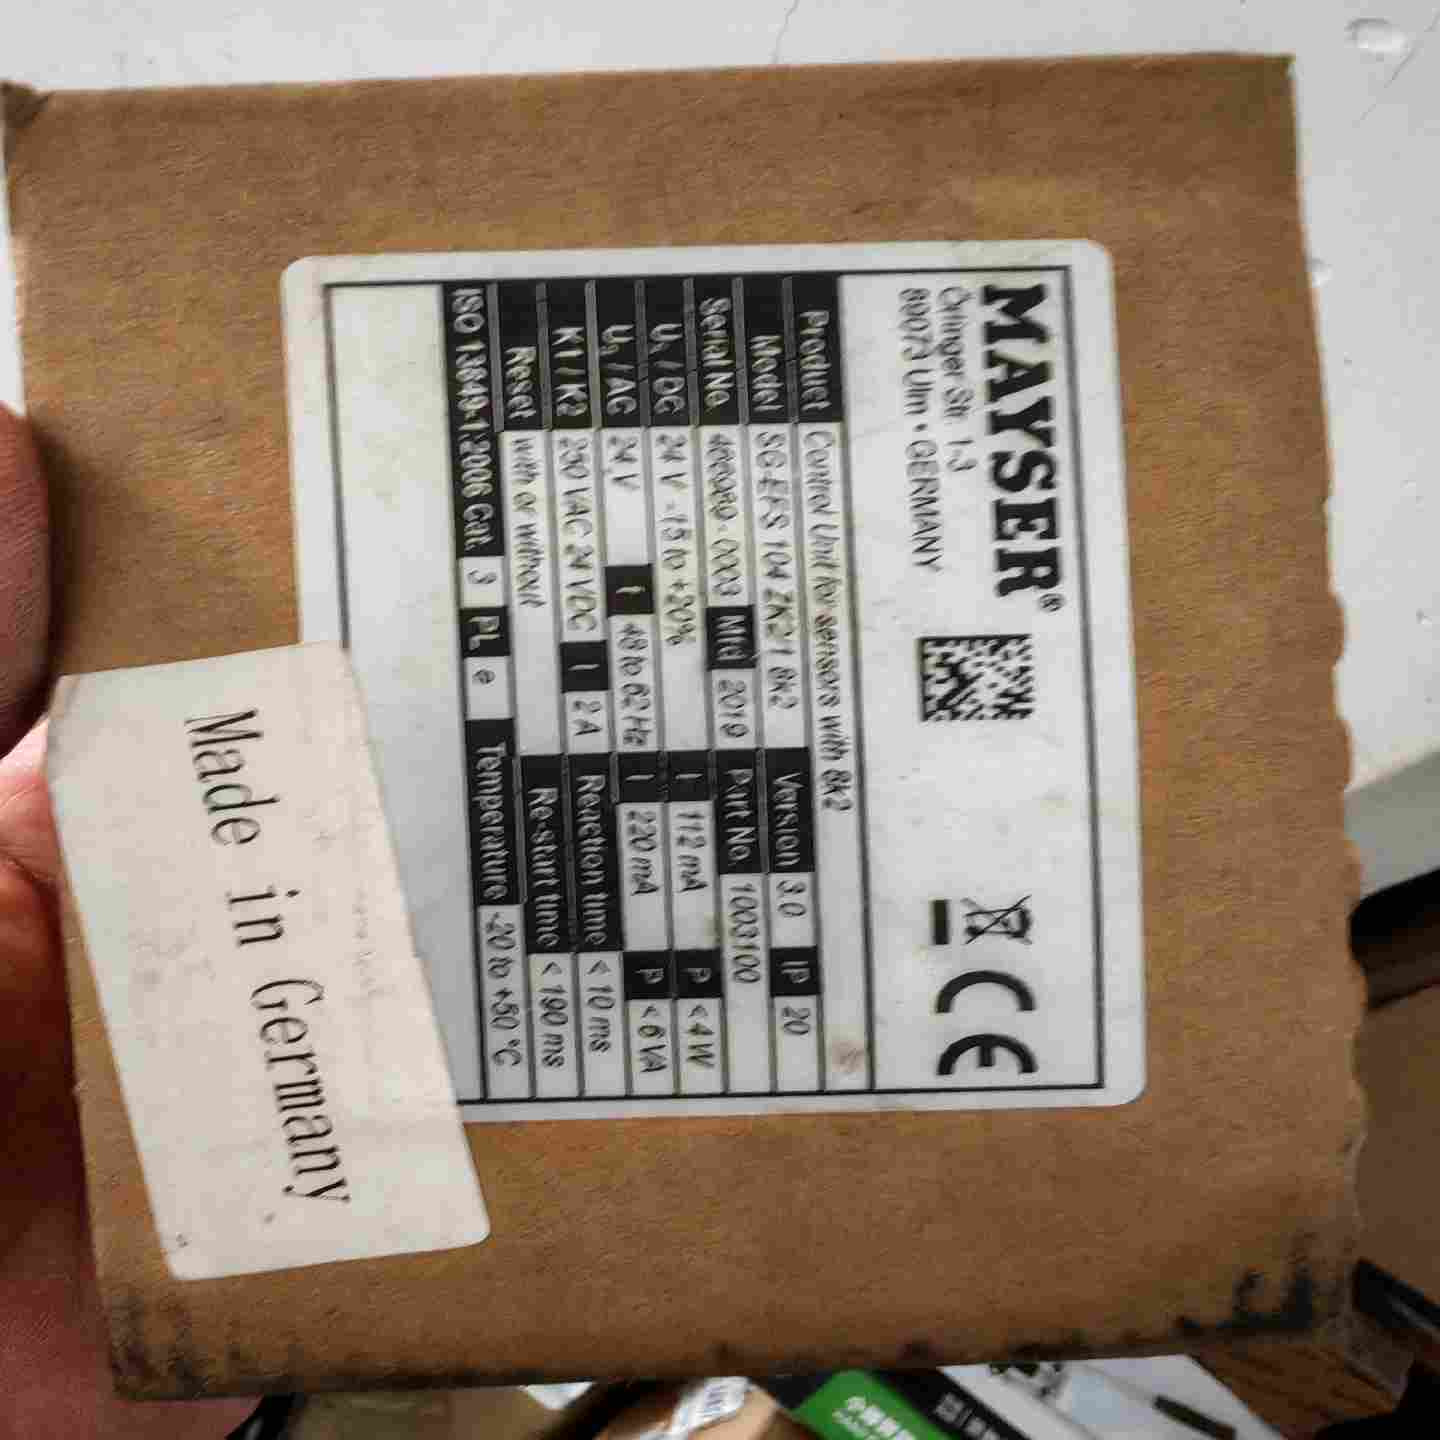 MAYSER®
Örlinger Str. 1-3
89073 Ulm • GERMANY
CE
Product Control Unit for sensors with 8k2
Model SG-EFS 104 ZK2/1 8k2 Version 3.0 IP 20
Serial No. Mfd 2019 Part No. 1003100
Us / DC 24 V -15 to +20% I 112 mA P < 4 W
Us / AC 24 V f 48 to 62 Hz I 220 mA P < 6 VA
K1 / K2 230 VAC 24 VDC I 2 A Reaction time < 10 ms
Reset with or without Re-start time < 190 ms
ISO 13849-1:2006 Cat. 3 PL e Temperature -20 to +50 °C
Made in Germany